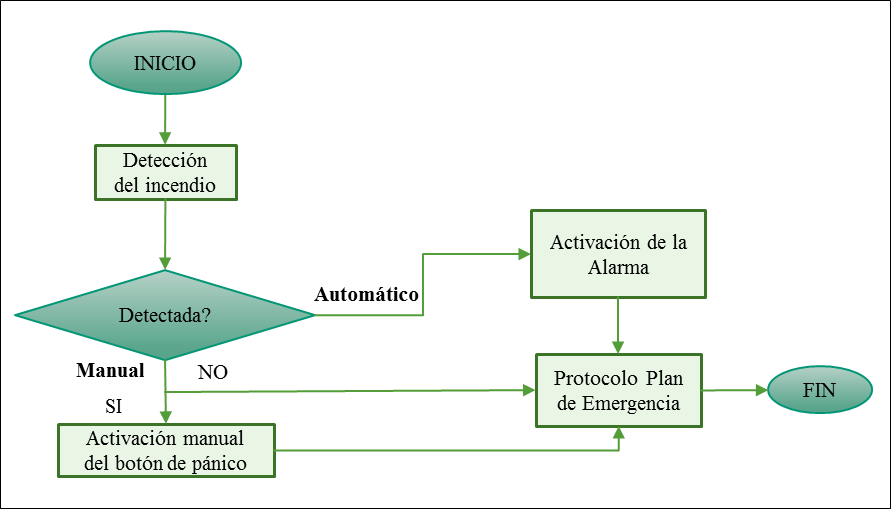 INICIO
Detección
del incendio
Detectada?
Automático
Activación de la
Alarma
Manual
NO
SI
Activación manual
del botón de pánico
Protocolo Plan
de Emergencia
FIN